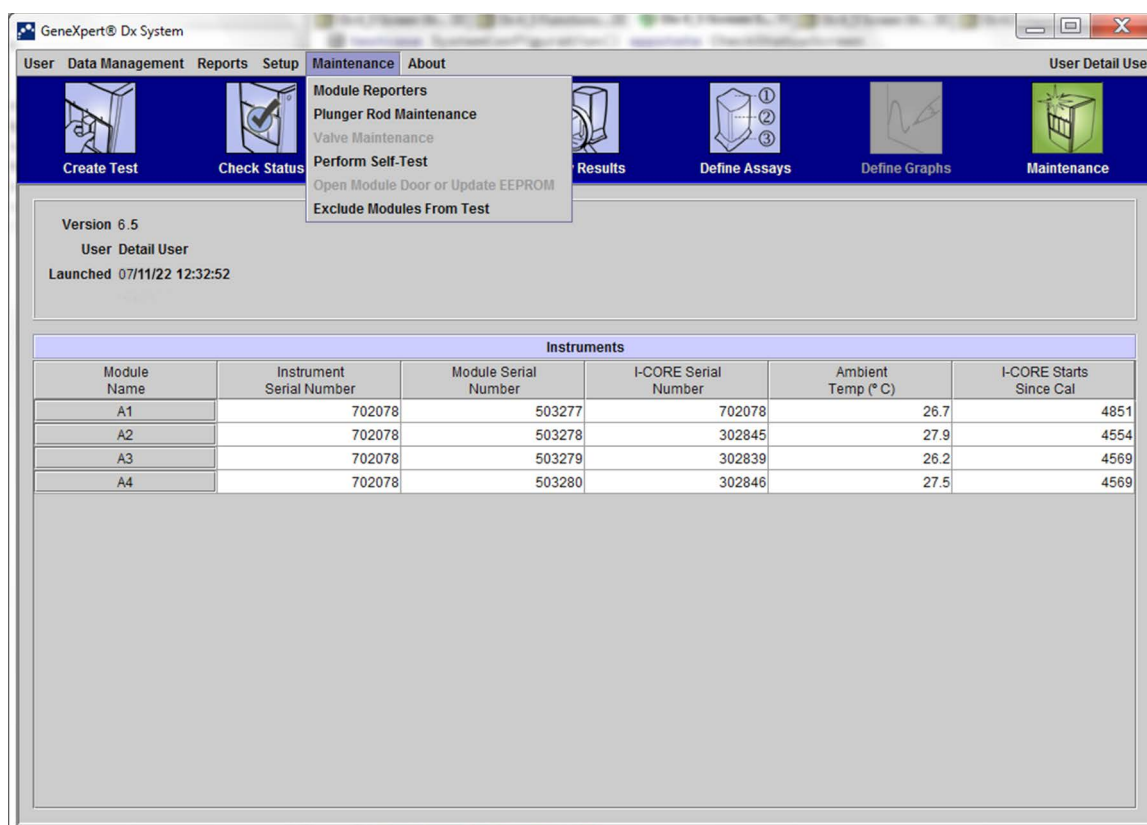 GeneXpert® Dx System
User Data Management Reports Setup Maintenance About User Detail Use
Module Reporters
Plunger Rod Maintenance
Valve Maintenance
Perform Self-Test
Open Module Door or Update EEPROM
Exclude Modules From Test
Create Test Check Status Results Define Assays Define Graphs Maintenance
Version 6.5
User Detail User
Launched 07/11/22 12:32:52
Instruments
Module Name Instrument Serial Number Module Serial Number I-CORE Serial Number Ambient Temp (° C) I-CORE Starts Since Cal
A1 702078 503277 702078 26.7 4851
A2 702078 503278 302845 27.9 4554
A3 702078 503279 302839 26.2 4569
A4 702078 503280 302846 27.5 4569